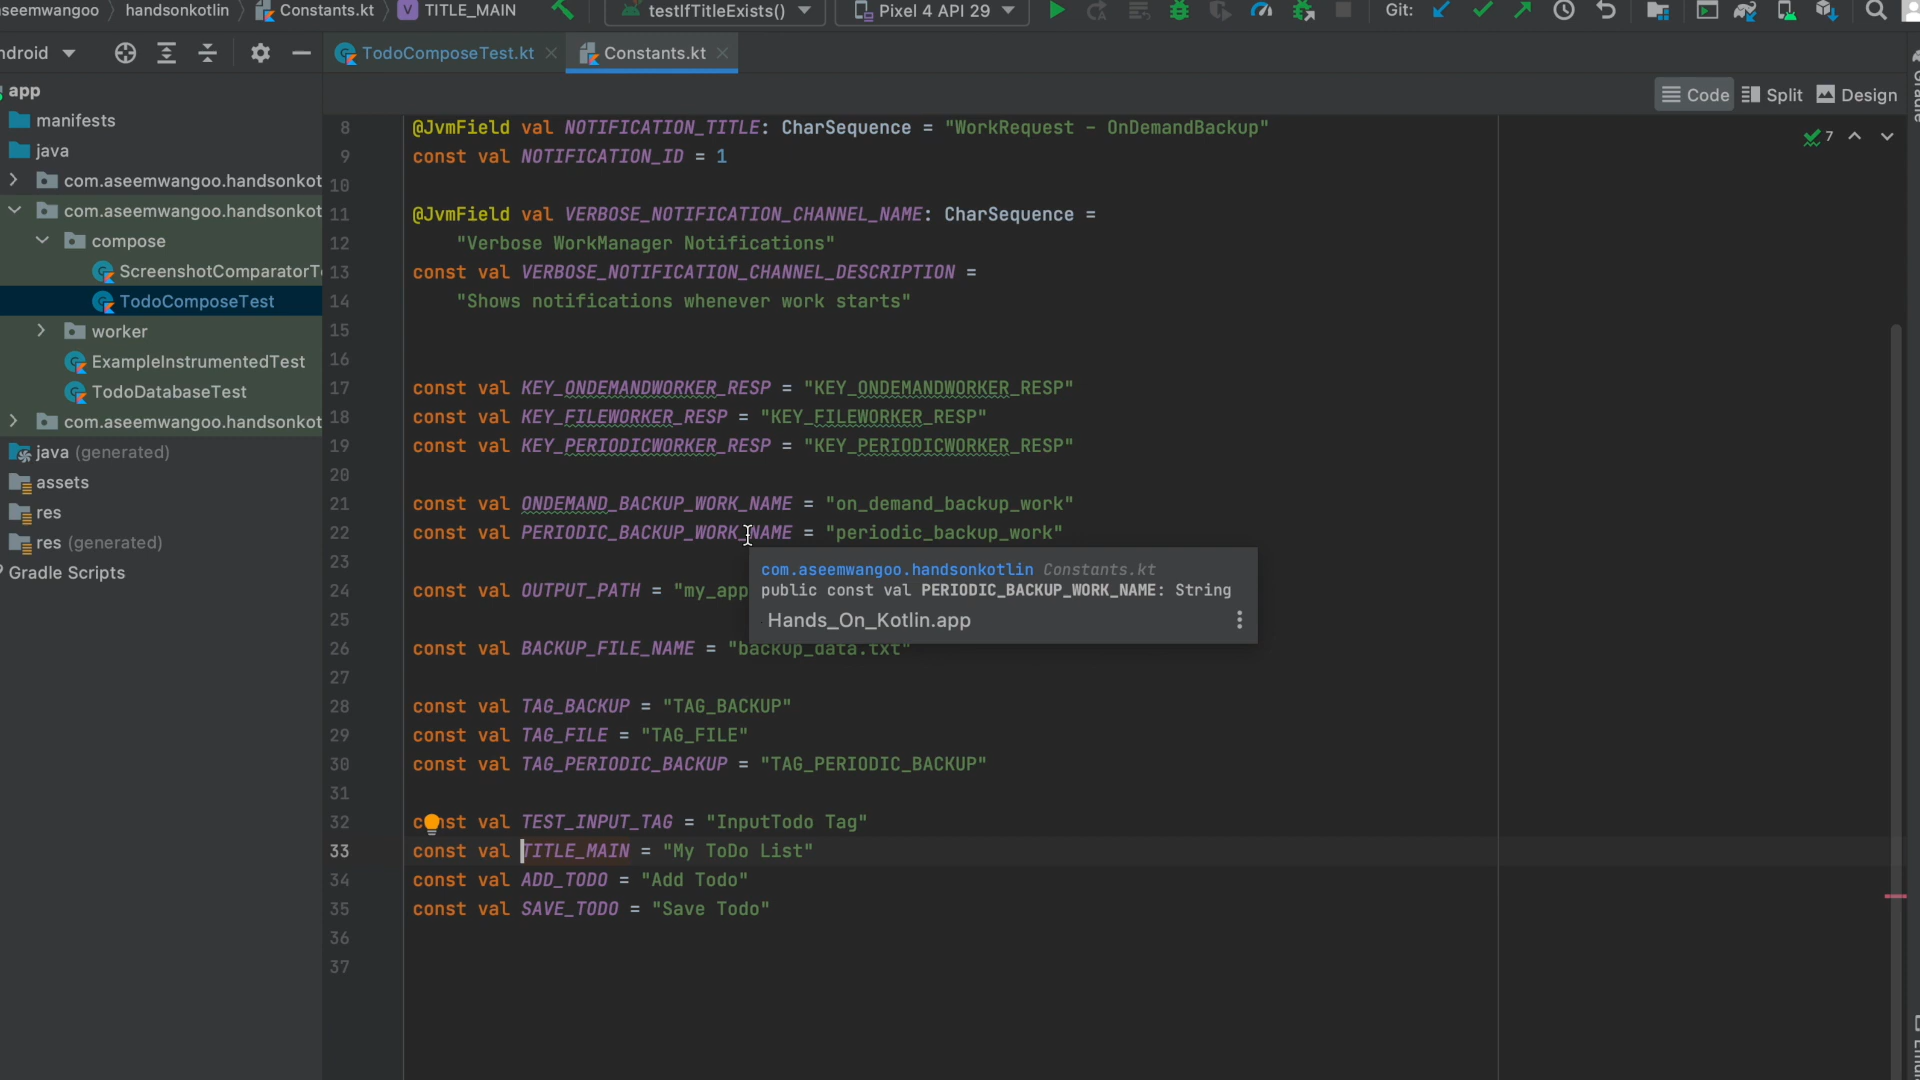 seemwangoo
handsonkotlin
Constants.kt
TITLE_MAIN
testIfTitleExists()
Pixel 4 API 29
Git:
TodoComposeTest.kt
Constants.kt
Code
Split
Design
app
manifests
java
com.aseemwangoo.handsonkot
com.aseemwangoo.handsonkot
compose
ScreenshotComparatorT
TodoComposeTest
worker
ExampleInstrumentedTest
TodoDatabaseTest
com.aseemwangoo.handsonkot
java (generated)
assets
res
res (generated)
Gradle Scripts
7
8 @JvmField val NOTIFICATION_TITLE: CharSequence = "WorkRequest - OnDemandBackup"
9 const val NOTIFICATION_ID = 1
10
11 @JvmField val VERBOSE_NOTIFICATION_CHANNEL_NAME: CharSequence =
12 "Verbose WorkManager Notifications"
13 const val VERBOSE_NOTIFICATION_CHANNEL_DESCRIPTION =
14 "Shows notifications whenever work starts"
15
16
17 const val KEY_ONDEMANDWORKER_RESP = "KEY_ONDEMANDWORKER_RESP"
18 const val KEY_FILEWORKER_RESP = "KEY_FILEWORKER_RESP"
19 const val KEY_PERIODICWORKER_RESP = "KEY_PERIODICWORKER_RESP"
20
21 const val ONDEMAND_BACKUP_WORK_NAME = "on_demand_backup_work"
22 const val PERIODIC_BACKUP_WORK_NAME = "periodic_backup_work"
23
24 const val OUTPUT_PATH = "my_app
25
26 const val BACKUP_FILE_NAME = "backup_data.txt"
27
28 const val TAG_BACKUP = "TAG_BACKUP"
29 const val TAG_FILE = "TAG_FILE"
30 const val TAG_PERIODIC_BACKUP = "TAG_PERIODIC_BACKUP"
31
32 const val TEST_INPUT_TAG = "InputTodo Tag"
33 const val TITLE_MAIN = "My ToDo List"
34 const val ADD_TODO = "Add Todo"
35 const val SAVE_TODO = "Save Todo"
36
37
com.aseemwangoo.handsonkotlin Constants.kt
public const val PERIODIC_BACKUP_WORK_NAME: String
Hands_On_Kotlin.app